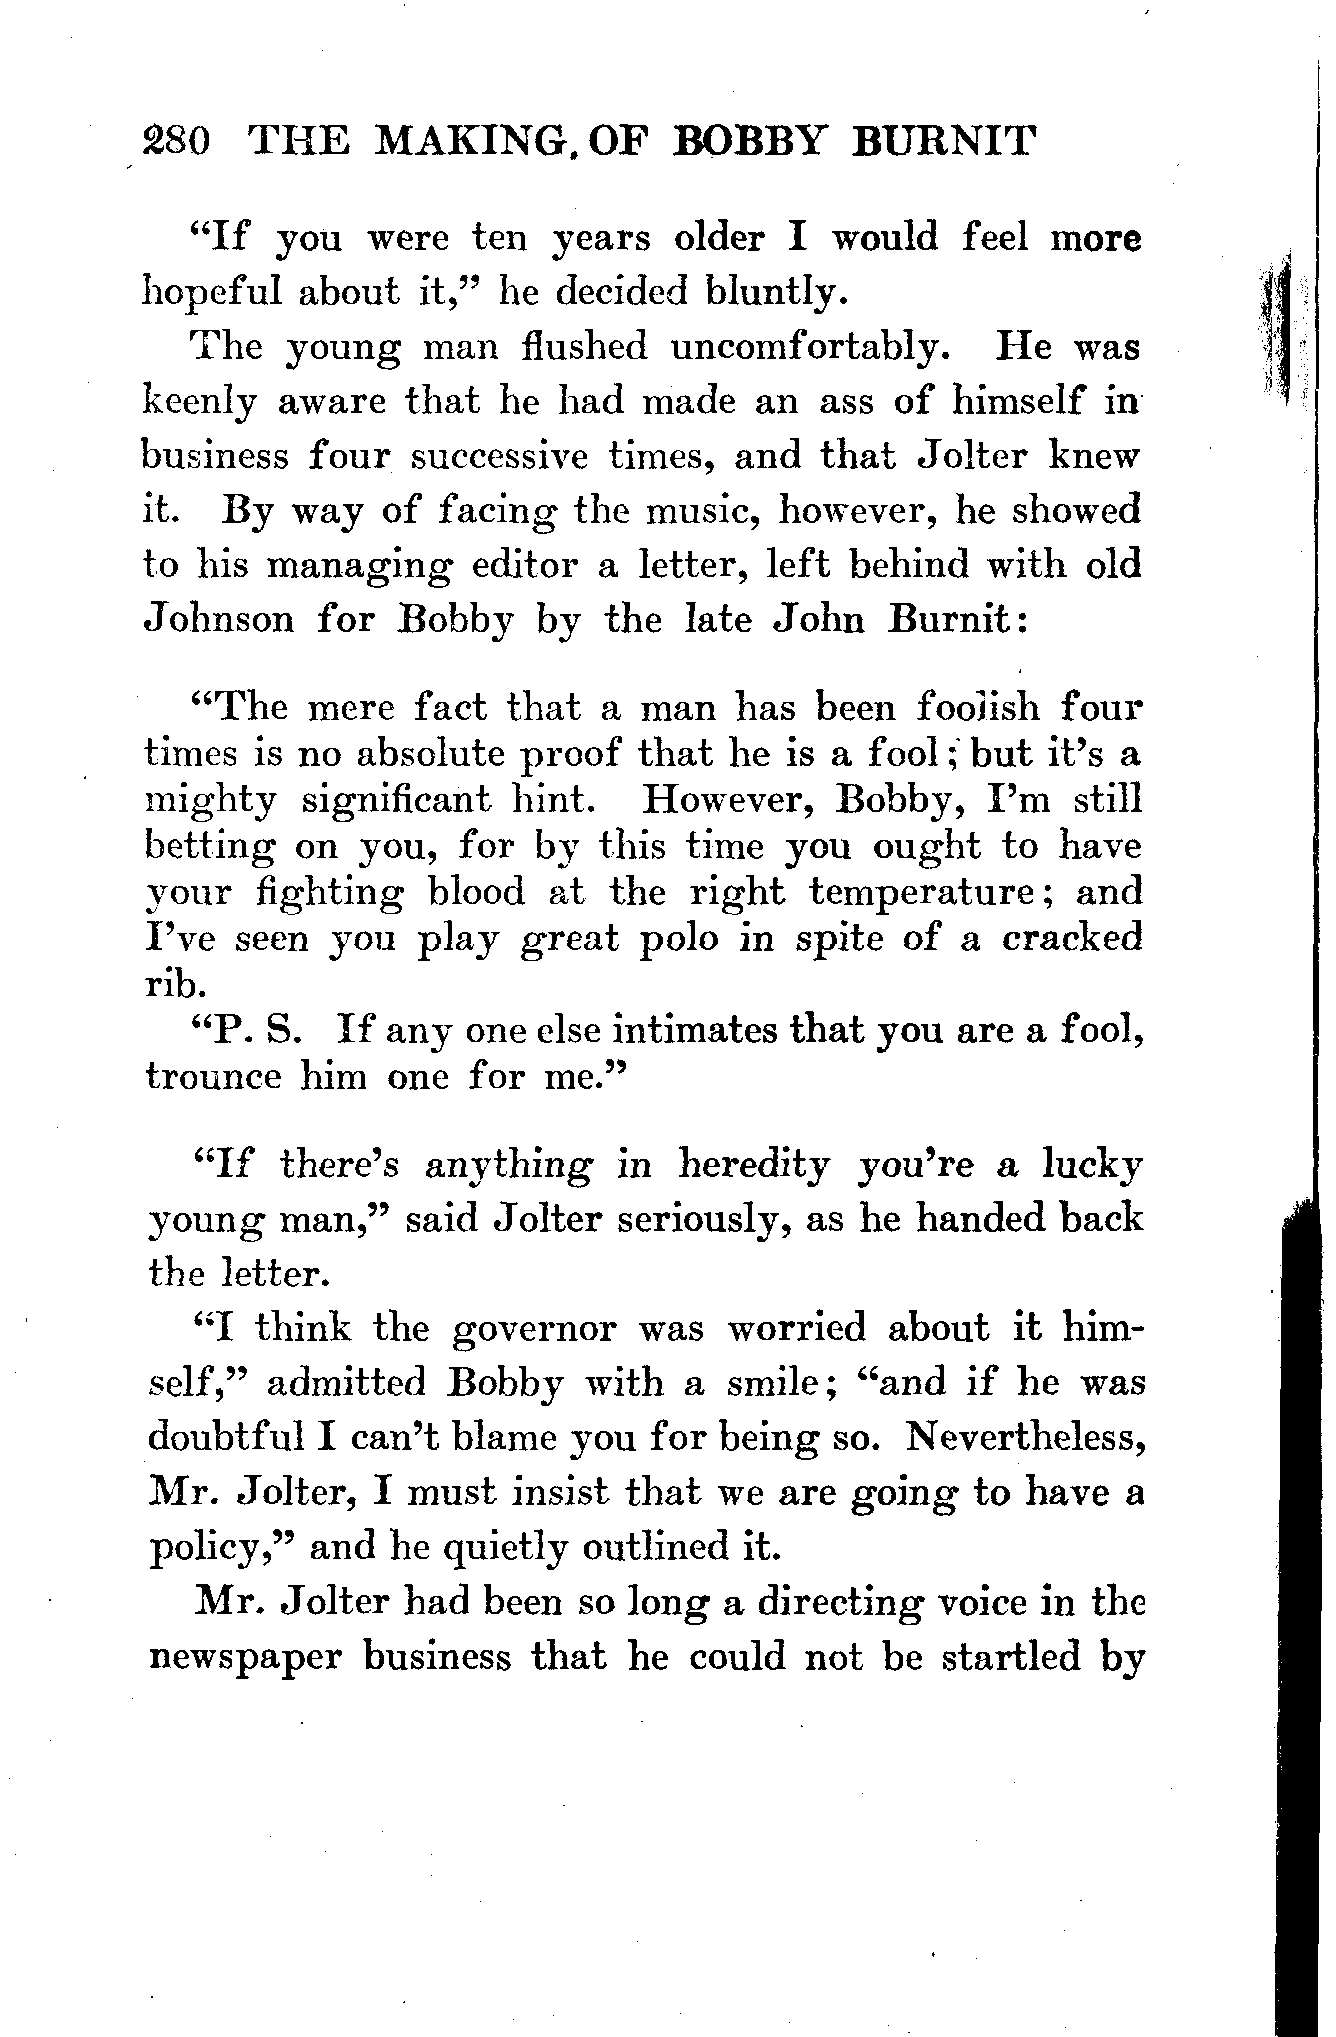 280 THE MAKING OF BOBBY BURNIT
“If you were ten years older I would feel more
hopeful about it,” he decided bluntly.
The young man flushed uncomfortably. He was
keenly aware that he had made an ass of himself in
business four successive times, and that Jolter knew
it. By way of facing the music, however, he showed
to his managing editor a letter, left behind with old
Johnson for Bobby by the late John Burnit:
“The mere fact that a man has been foolish four
times is no absolute proof that he is a fool; but it’s a
mighty significant hint. However, Bobby, I’m still
betting on you, for by this time you ought to have
your fighting blood at the right temperature; and
I’ve seen you play great polo in spite of a cracked
rib.
“P. S. If any one else intimates that you are a fool,
trounce him one for me.”
“If there’s anything in heredity you’re a lucky
young man,” said Jolter seriously, as he handed back
the letter.
“I think the governor was worried about it him-
self,” admitted Bobby with a smile; “and if he was
doubtful I can’t blame you for being so. Nevertheless,
Mr. Jolter, I must insist that we are going to have a
policy,” and he quietly outlined it.
Mr. Jolter had been so long a directing voice in the
newspaper business that he could not be startled by